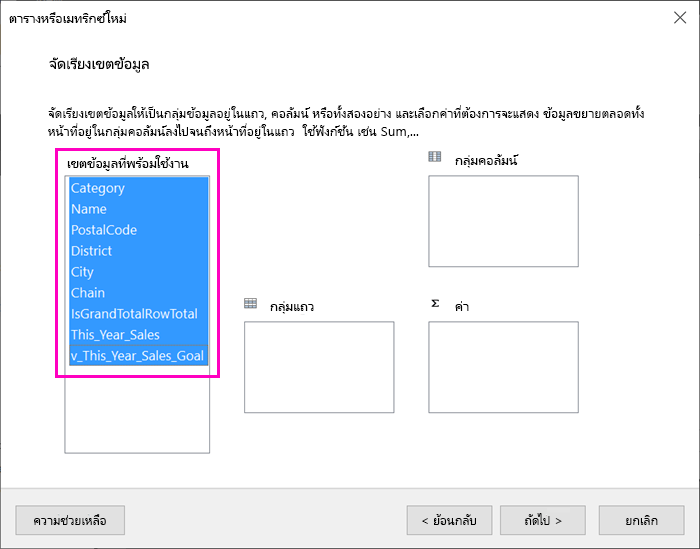 ตารางหรือเมทริกซ์ใหม่
จัดเรียงเขตข้อมูล
จัดเรียงเขตข้อมูลให้เป็นกลุ่มข้อมูลอยู่ในแถว, คอลัมน์ หรือทั้งสองอย่าง และเลือกค่าที่ต้องการจะแสดง ข้อมูลขยายตลอดทั้ง
หน้าที่อยู่ในกลุ่มคอลัมน์ลงไปจนถึงหน้าที่อยู่ในแถว ใช้ฟังก์ชัน เช่น Sum,...
เขตข้อมูลที่พร้อมใช้งาน
กลุ่มคอลัมน์
Category
Name
PostalCode
District
City
Chain
IsGrandTotalRowTotal
This_Year_Sales
v_This_Year_Sales_Goal
กลุ่มแถว
Σ ค่า
ความช่วยเหลือ
< ย้อนกลับ
ถัดไป >
ยกเลิก